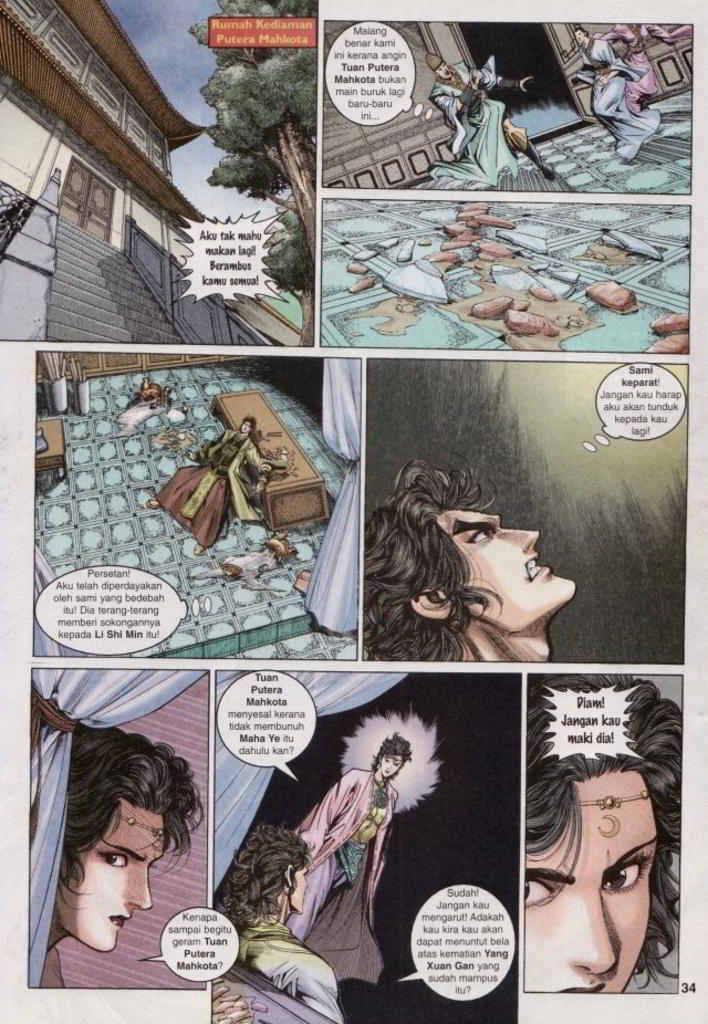 Rumah Kediaman
Putera Mahkota
Aku tak mahu
makan lagi!
Berambus
kamu semua!
Malang
benar kami
ini kerana angin
Tuan Putera
Mahkota bukan
main buruk lagi
baru-baru
ini...
Persetan!
Aku telah diperdayakan
oleh sami yang bedebah
itu! Dia terang-terang
memberi sokongannya
kepada Li Shi Min itu!
Sami
keparat!
Jangan kau harap
aku akan tunduk
kepada kau
lagi!
Kenapa
sampai begitu
geram Tuan
Putera
Mahkota?
Tuan
Putera
Mahkota
menyesal kerana
tidak membunuh
Maha Ye itu
dahulu kan?
Sudah!
Jangan kau
mengarut! Adakah
kau kira kau akan
dapat menuntut bela
atas kematian Yang
Xuan Gan yang
sudah mampus
itu?
Diam!
Jangan kau
maki dia!
34